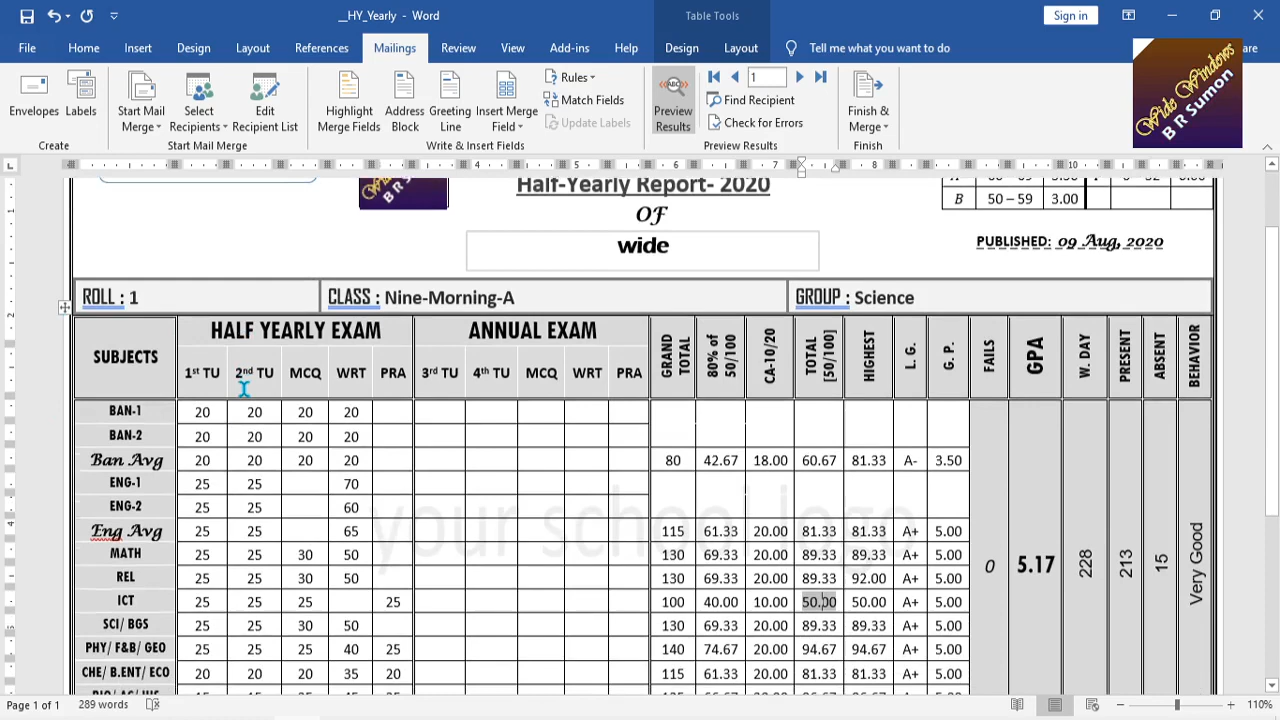 __HY_Yearly - Word
Table Tools
Sign in
File Home Insert Design Layout References Mailings Review View Add-ins Help Design Layout Tell me what you want to do are
Wide Windows
B R Sumon
Envelopes Labels
Create
Start Mail Merge Select Recipients Edit Recipient List
Start Mail Merge
Highlight Merge Fields Address Block Greeting Line Insert Merge Field
Rules
Match Fields
Update Labels
Write & Insert Fields
ABC
Preview Results
1
Find Recipient
Check for Errors
Preview Results
Finish & Merge
Finish
4 5 6 7 8 10
Half-Yearly Report- 2020
OF
wide
B 50 – 59 3.00
PUBLISHED: 09 Aug, 2020
ROLL : 1 CLASS : Nine-Morning-A GROUP : Science
SUBJECTS HALF YEARLY EXAM ANNUAL EXAM GRAND TOTAL 80% of 50/100 CA-10/20 TOTAL [50/100] HIGHEST L. G. G. P. FAILS GPA W. DAY PRESENT ABSENT BEHAVIOR
1st TU 2nd TU MCQ WRT PRA 3rd TU 4th TU MCQ WRT PRA
BAN-1 20 20 20 20
BAN-2 20 20 20 20
Ban Avg 20 20 20 20 80 42.67 18.00 60.67 81.33 A- 3.50
ENG-1 25 25 70
ENG-2 25 25 60
your school logo
Eng Avg 25 25 65 115 61.33 20.00 81.33 81.33 A+ 5.00
MATH 25 25 30 50 130 69.33 20.00 89.33 89.33 A+ 5.00
REL 25 25 30 50 130 69.33 20.00 89.33 92.00 A+ 5.00
0 5.17 228 213 15 Very Good
ICT 25 25 25 25 100 40.00 10.00 50.00 50.00 A+ 5.00
SCI/ BGS 25 25 30 50 130 69.33 20.00 89.33 89.33 A+ 5.00
PHY/ F&B/ GEO 25 25 25 40 25 140 74.67 20.00 94.67 94.67 A+ 5.00
CHE/ B.ENT/ ECO 20 20 20 35 20 115 61.33 20.00 81.33 81.33 A+ 5.00
Page 1 of 1 289 words 110%